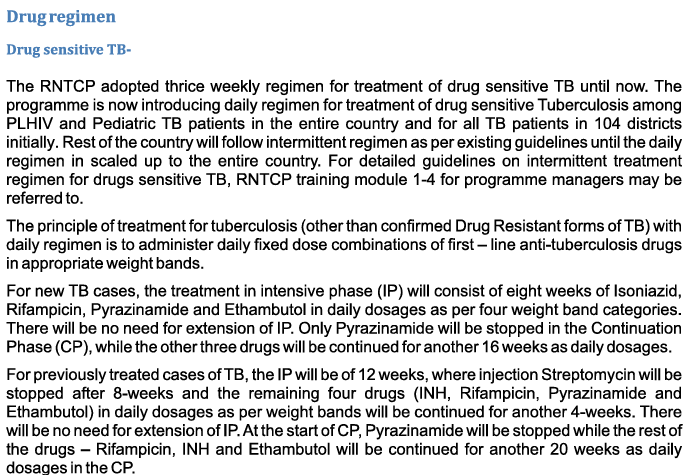 Drug regimen
Drug sensitive TB-
The RNTCP adopted thrice weekly regimen for treatment of drug sensitive TB until now. The
programme is now introducing daily regimen for treatment of drug sensitive Tuberculosis among
PLHIV and Pediatric TB patients in the entire country and for all TB patients in 104 districts
initially. Rest of the country will follow intermittent regimen as per existing guidelines until the daily
regimen in scaled up to the entire country. For detailed guidelines on intermittent treatment
regimen for drugs sensitive TB, RNTCP training module 1-4 for programme managers may be
referred to.
The principle of treatment for tuberculosis (other than confirmed Drug Resistant forms of TB) with
daily regimen is to administer daily fixed dose combinations of first – line anti-tuberculosis drugs
in appropriate weight bands.
For new TB cases, the treatment in intensive phase (IP) will consist of eight weeks of Isoniazid,
Rifampicin, Pyrazinamide and Ethambutol in daily dosages as per four weight band categories.
There will be no need for extension of IP. Only Pyrazinamide will be stopped in the Continuation
Phase (CP), while the other three drugs will be continued for another 16 weeks as daily dosages.
For previously treated cases of TB, the IP will be of 12 weeks, where injection Streptomycin will be
stopped after 8-weeks and the remaining four drugs (INH, Rifampicin, Pyrazinamide and
Ethambutol) in daily dosages as per weight bands will be continued for another 4-weeks. There
will be no need for extension of IP. At the start of CP, Pyrazinamide will be stopped while the rest of
the drugs – Rifampicin, INH and Ethambutol will be continued for another 20 weeks as daily
dosages in the CP.